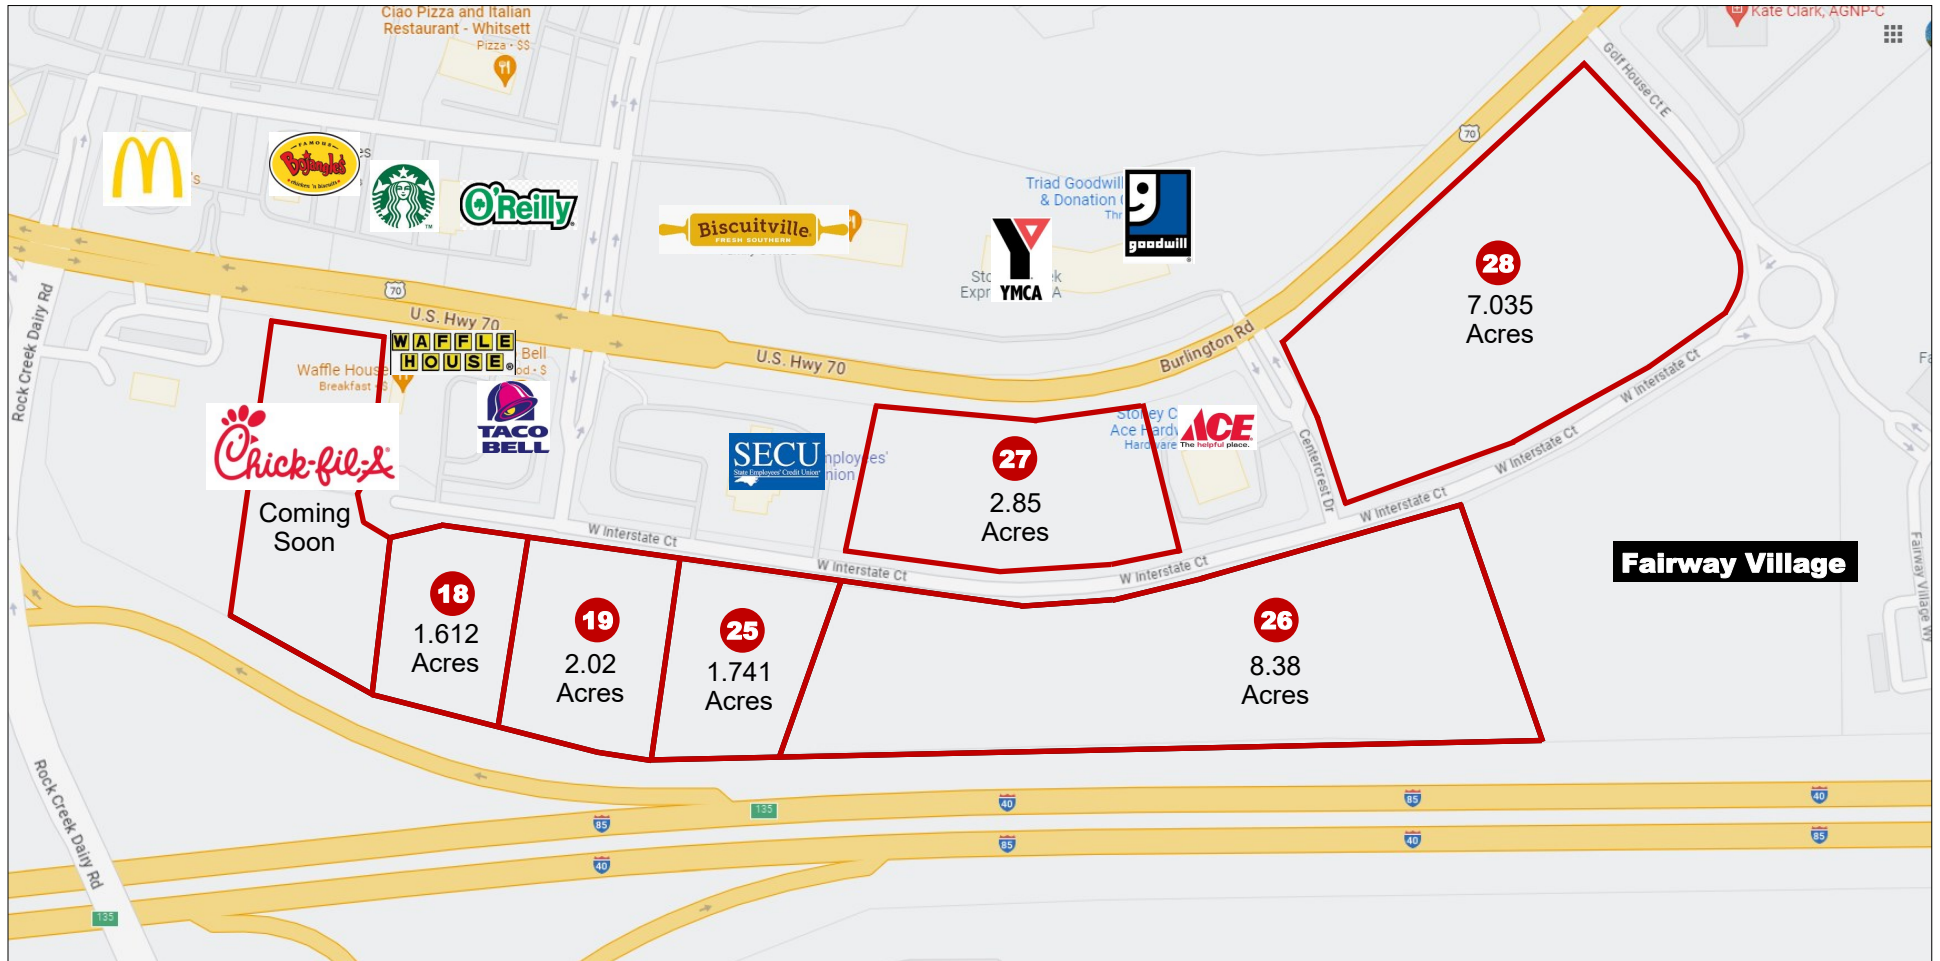 Ciao Pizza and Italian
Restaurant - Whitsett
Pizza • $$
Kate Clark, AGNP-C
Golf House Ct E
70
FAMOUS
Bojangles
chicken 'n biscuits
O'Reilly
Biscuitville
FRESH SOUTHERN
YMCA
Triad Goodwill
& Donation
goodwill
28
7.035
Acres
Rock Creek Dairy Rd
70
U.S. Hwy 70
U.S. Hwy 70
Burlington Rd
WAFFLE
HOUSE
Waffle House
Breakfast
Bell
TACO
BELL
Chick-fil-A
Coming
Soon
SECU
State Employees' Credit Union
27
2.85
Acres
ACE
The helpful place.
Hardware
Centercrest Dr
W Interstate Ct
W Interstate Ct
W Interstate Ct
W Interstate Ct
W Interstate Ct
W Interstate Ct
Fairway Village
Fairway Village Wy
18
1.612
Acres
19
2.02
Acres
25
1.741
Acres
26
8.38
Acres
135
40
85
40
85
85
40
85
40
Rock Creek Dairy Rd
135